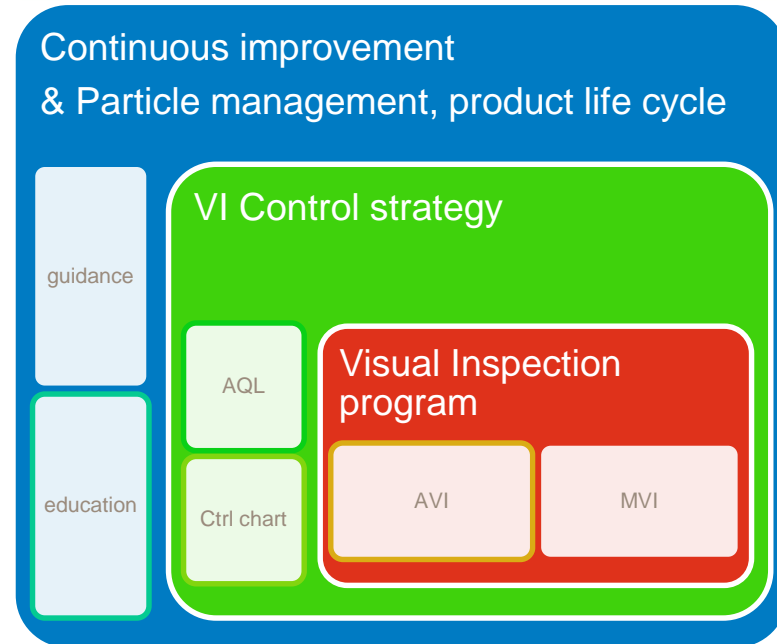 Continuous improvement
& Particle management, product life cycle
VI Control strategy
guidance
Visual Inspection
program
AQL
AVI
MVI
education
Ctrl chart